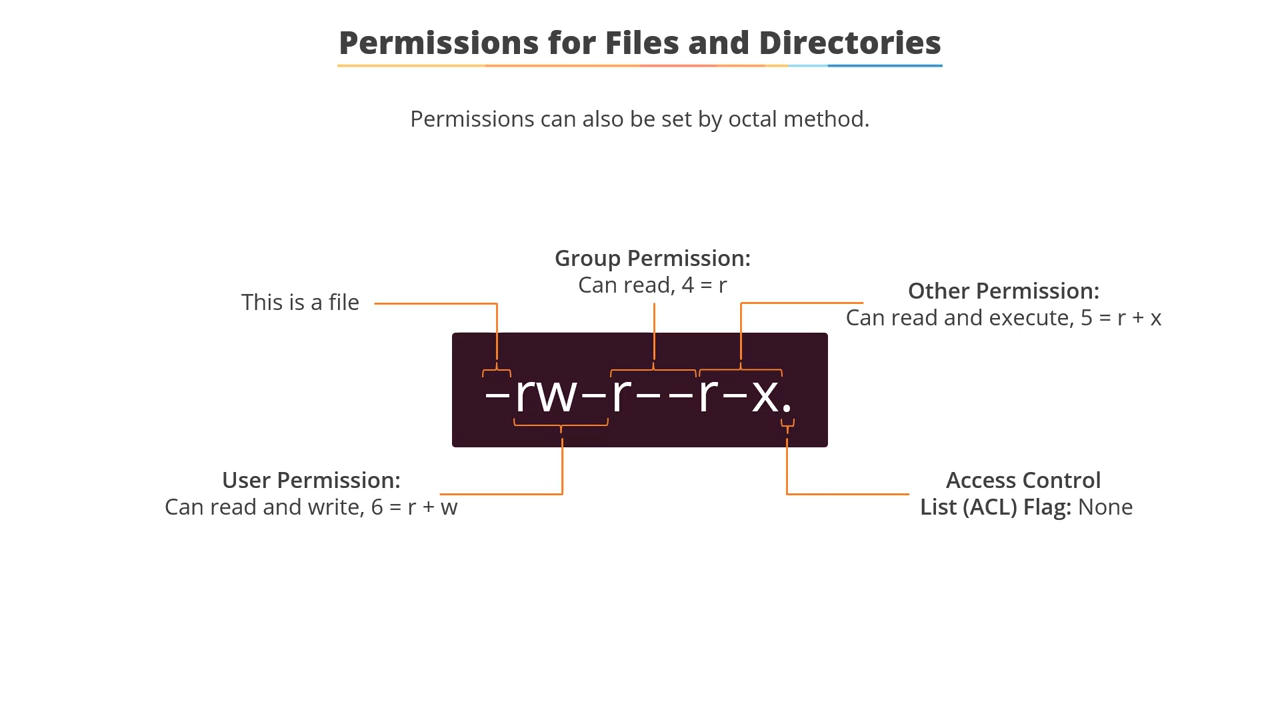 Permissions for Files and Directories
Permissions can also be set by octal method.
Group Permission:
Can read, 4 = r
This is a file
Other Permission:
Can read and execute, 5 = r + x
–rw–r––r–x.
User Permission:
Can read and write, 6 = r + w
Access Control
List (ACL) Flag: None